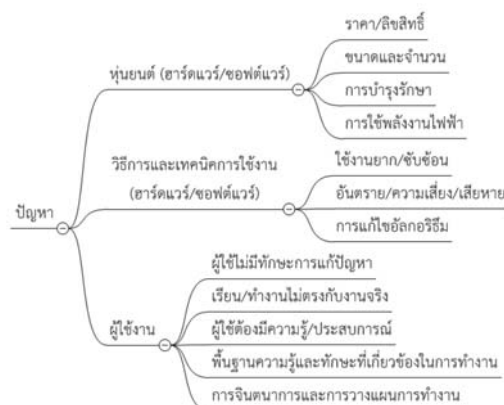 ปัญหา
หุ่นยนต์ (ฮาร์ดแวร์/ซอฟต์แวร์)
ราคา/ลิขสิทธิ์
ขนาดและจำนวน
การบำรุงรักษา
การใช้พลังงานไฟฟ้า
วิธีการและเทคนิคการใช้งาน
(ฮาร์ดแวร์/ซอฟต์แวร์)
ใช้งานยาก/ซับซ้อน
อันตราย/ความเสี่ยง/เสียหาย
การแก้ไขอัลกอริธึม
ผู้ใช้งาน
ผู้ใช้ไม่มีทักษะการแก้ปัญหา
เรียน/ทำงานไม่ตรงกับงานจริง
ผู้ใช้ต้องมีความรู้/ประสบการณ์
พื้นฐานความรู้และทักษะที่เกี่ยวข้องในการทำงาน
การจินตนาการและการวางแผนการทำงาน